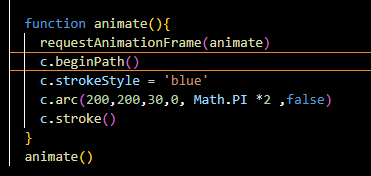 function animate(){
requestAnimationFrame(animate)
c.beginPath()
c.strokeStyle = 'blue'
c.arc(200,200,30,0, Math.PI *2 ,false)
c.stroke()
}
animate()